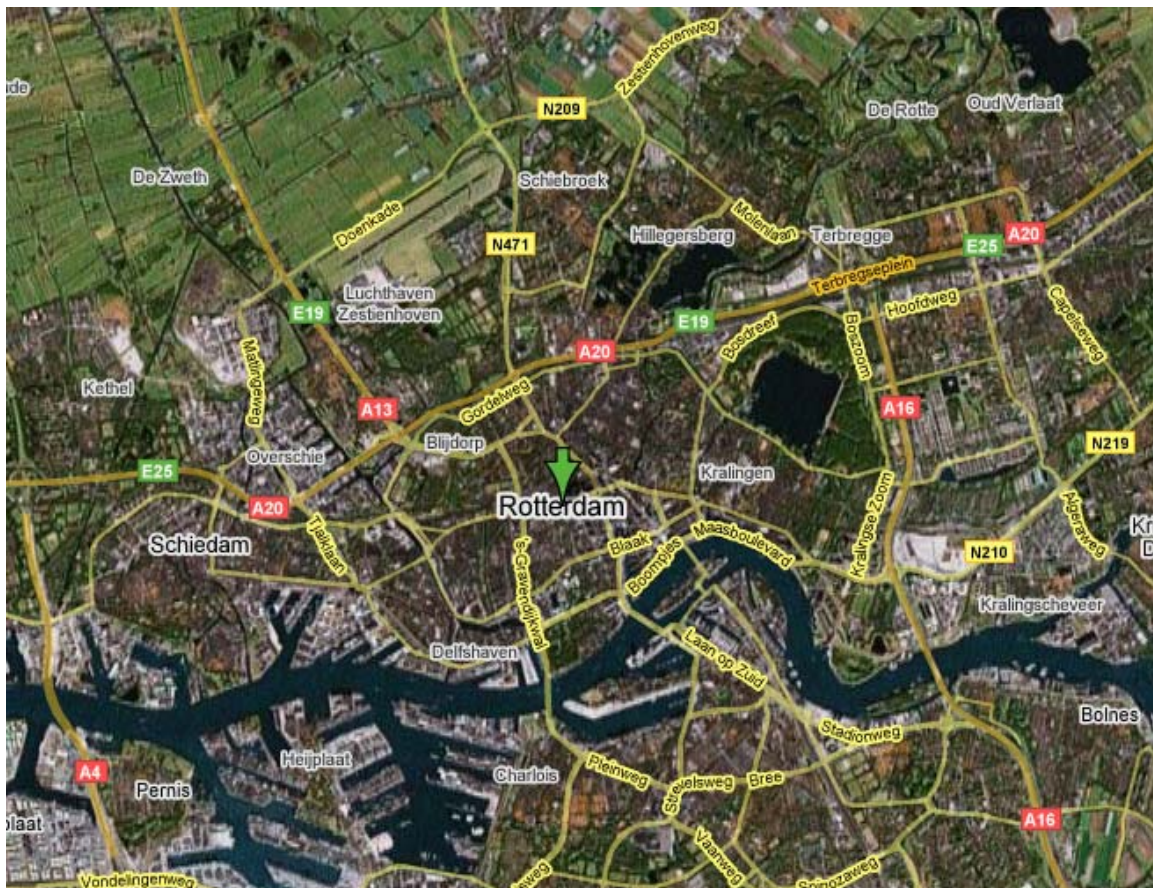 Zestienhovenweg
ude
N209
De Rotte
Oud Verlaat
De Zweth
Schiebroek
Doenkade
N471
Hillegersberg
Molenlaan
Terbregge
A20
E25
Terbregseplein
Luchthaven
Zestienhoven
E19
E19
Bosdreef
Boszoom
Hoofdweg
Capelseweg
A20
Matlingeweg
Kethel
Gordelweg
A13
A16
Blijdorp
N219
Overschie
E25
Kralingen
A20
Rotterdam
Tjalklaan
Schiedam
's-Gravendijkwal
Blaak
Boompjes
Maasboulevard
Kralingse Zoom
N210
Algeraweg
Kr
D
Kralingscheveer
Delfshaven
Laan op Zuid
Bolnes
Stadionweg
Heijplaat
A4
Pernis
Charlois
Pleinweg
Strevelsweg
Bree
plaat
A16
Vaanweg
Vondelingenweg
Spinozaweg